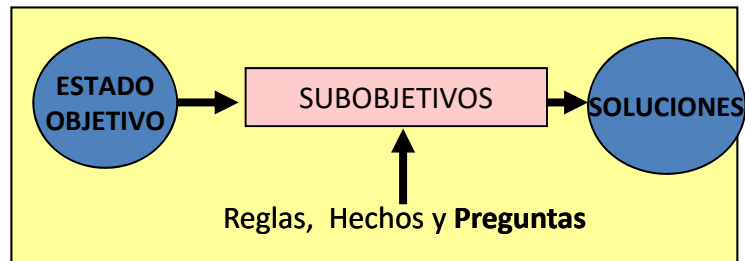 ESTADO
OBJETIVO
SUBOBJETIVOS
SOLUCIONES
Reglas, Hechos y Preguntas